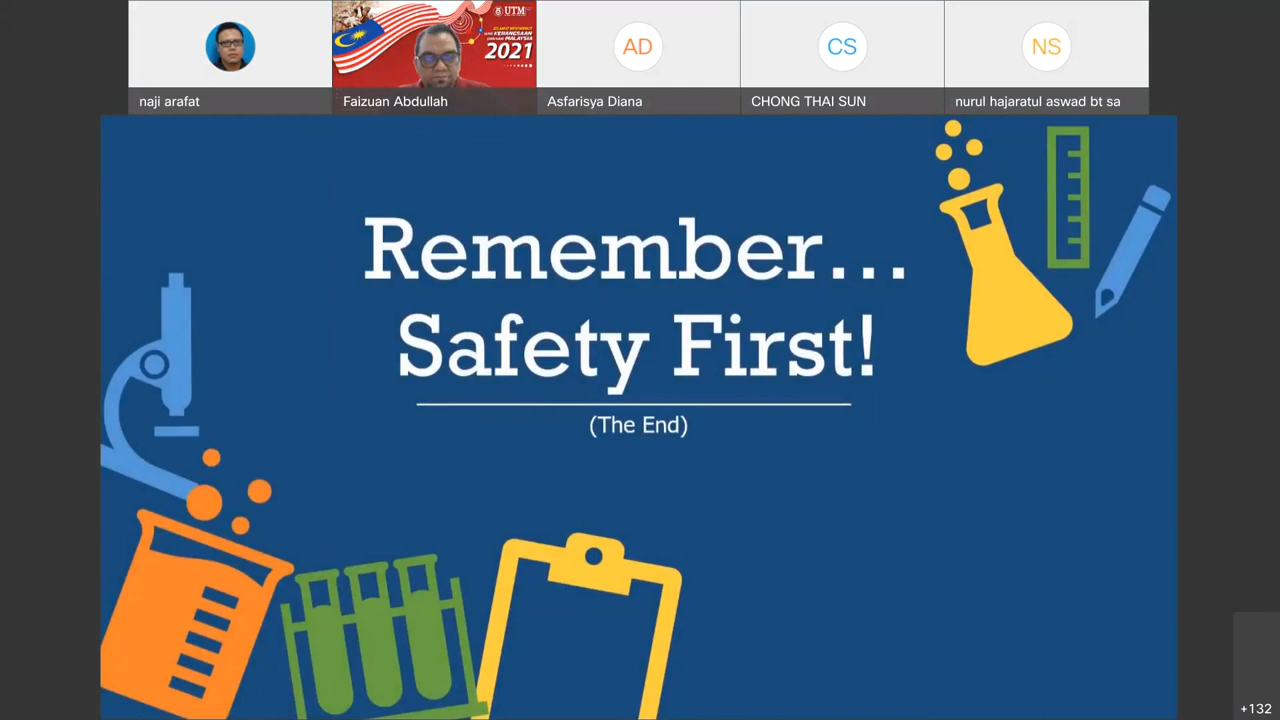 UTM
KEBANGSAAN
2021
AD
CS
NS
naji arafat
Faizuan Abdullah
Asfarisya Diana
CHONG THAI SUN
nurul hajaratul aswad bt sa
Remember...
Safety First!
(The End)
+132